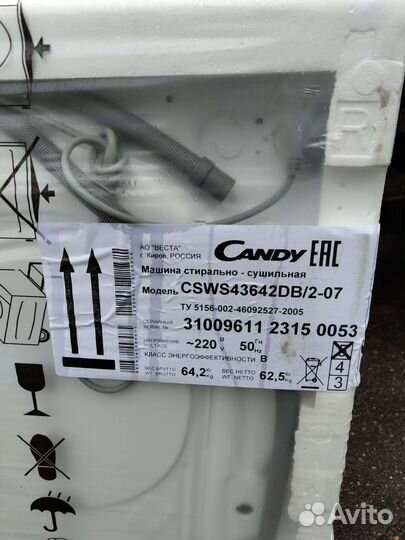 АО "ВЕСТА"
г. Киров, РОССИЯ
CANDY EAC
Машина стирально - сушильная
Модель CSWS43642DB/2-07
ТУ 5156-002-46092527-2005
СЕРИЙНЫЙ
SERIAL №
31009611 2315 0053
НАПРЯЖЕНИЕ
VOLTAGE
~220 В
V
50 Гц
Hz
КЛАСС ЭНЕРГОЭФФЕКТИВНОСТИ B
ВЕС БРУТТО
WT. BRUTTO
64,2 Кг
Kg
ВЕС НЕТТО
WT. NETTO
62,5 Кг
Kg
4
3
Avito